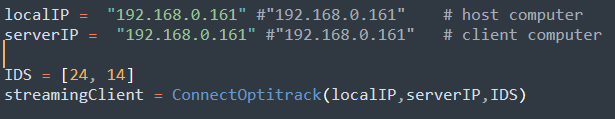 localIP =  "192.168.0.161" #"192.168.0.161"   # host computer
serverIP =  "192.168.0.161" #"192.168.0.161"   # client computer
IDS = [24, 14]
streamingClient = ConnectOptitrack(localIP,serverIP,IDS)